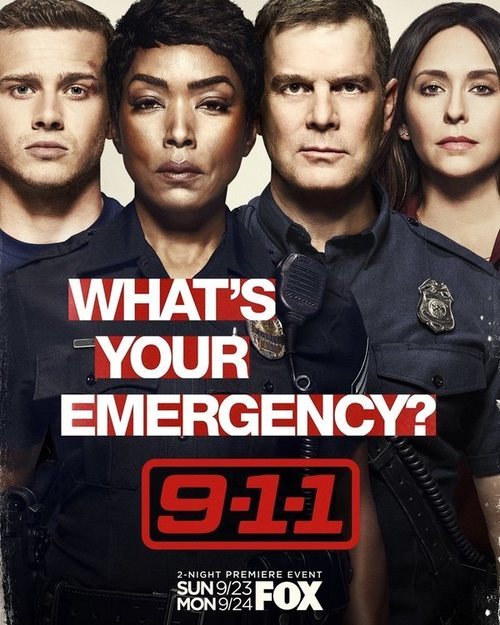 WHAT'S
YOUR
EMERGENCY?
9-1-1
2-NIGHT PREMIERE EVENT
SUN 9/23
MON 9/24 FOX